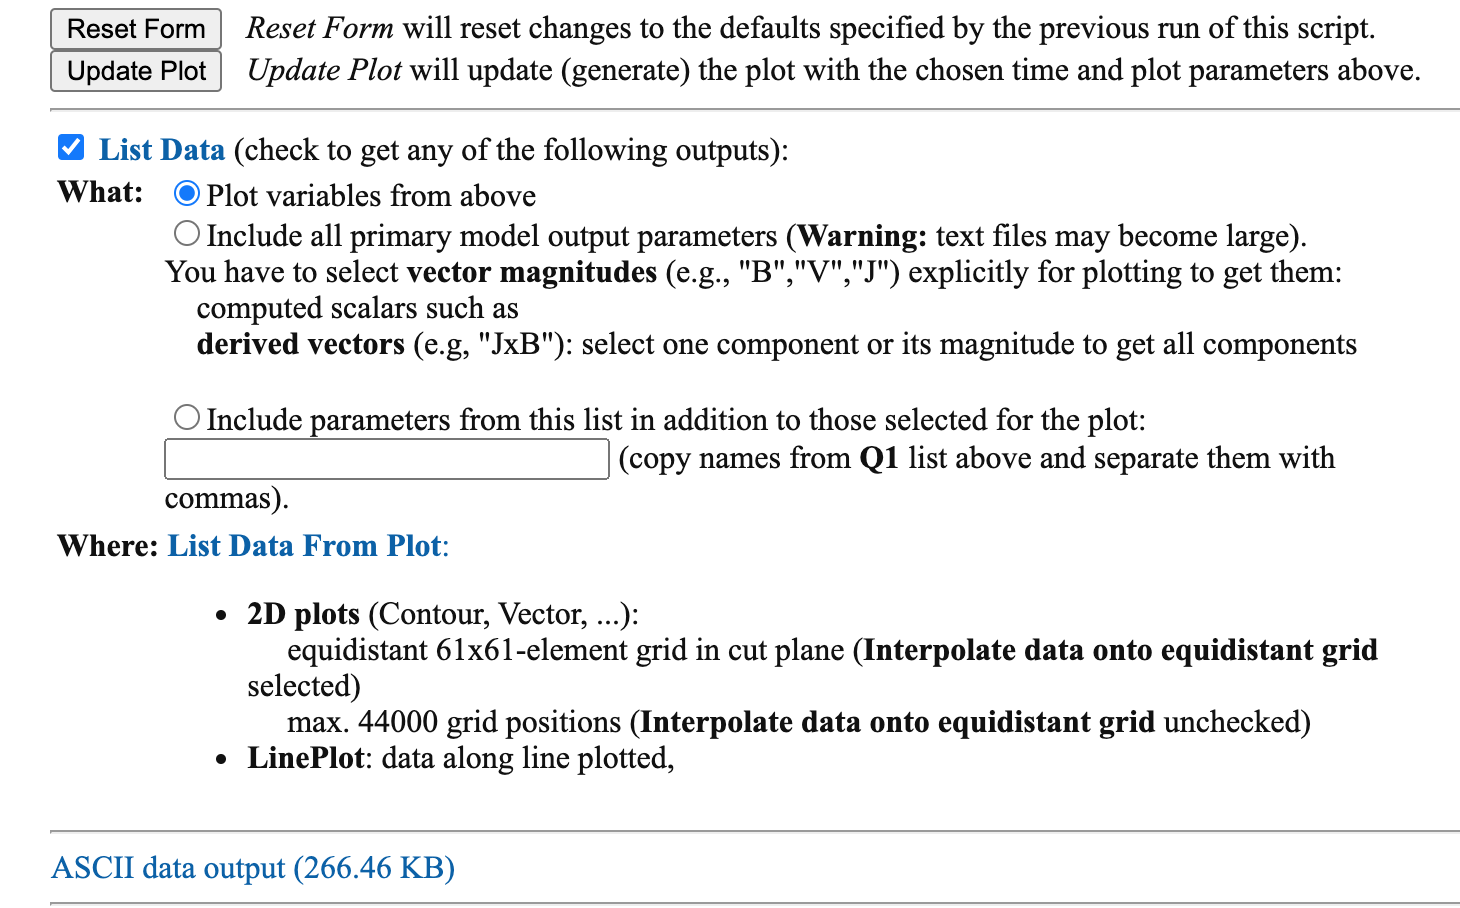 Reset Form Reset Form will reset changes to the defaults specified by the previous run of this script.
Update Plot Update Plot will update (generate) the plot with the chosen time and plot parameters above.
List Data (check to get any of the following outputs):
What: Plot variables from above
Include all primary model output parameters (Warning: text files may become large).
You have to select vector magnitudes (e.g., "B","V","J") explicitly for plotting to get them:
computed scalars such as
derived vectors (e.g, "JxB"): select one component or its magnitude to get all components
Include parameters from this list in addition to those selected for the plot:
(copy names from Q1 list above and separate them with
commas).
Where: List Data From Plot:
• 2D plots (Contour, Vector, ...):
equidistant 61x61-element grid in cut plane (Interpolate data onto equidistant grid
selected)
max. 44000 grid positions (Interpolate data onto equidistant grid unchecked)
• LinePlot: data along line plotted,
ASCII data output (266.46 KB)